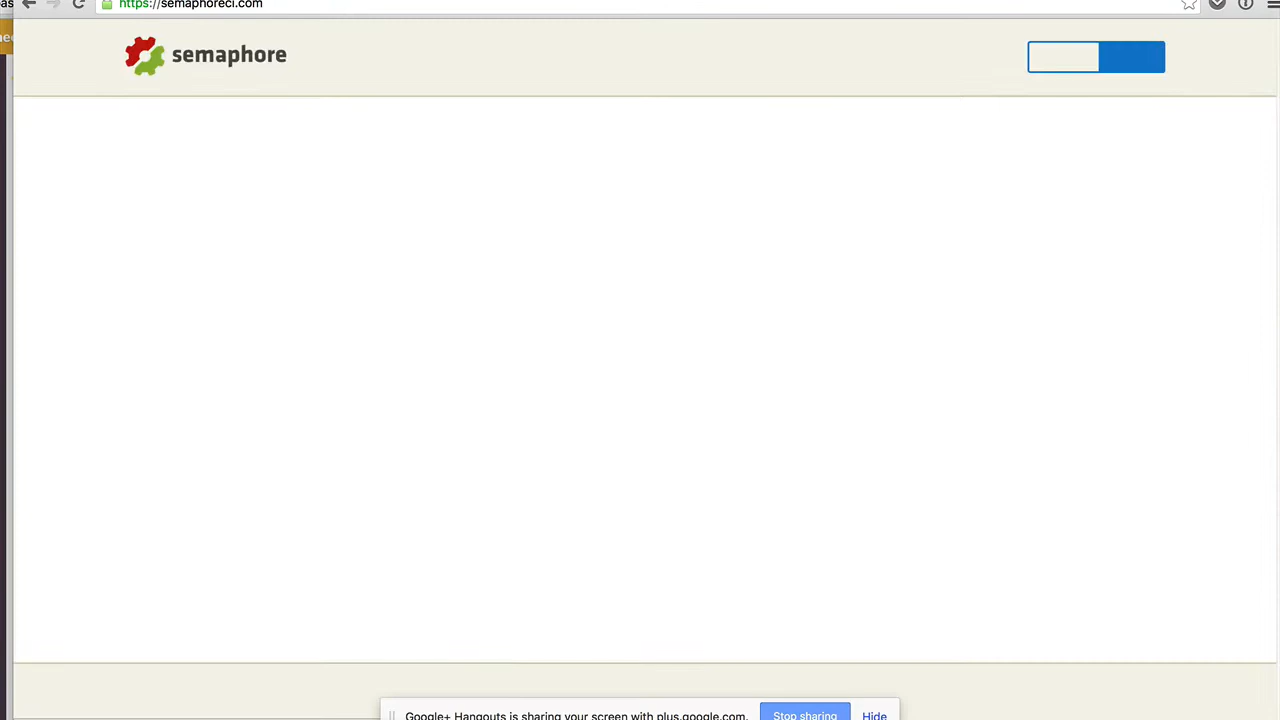 https://semaphoreci.com
semaphore
Google+ Hangouts is sharing your screen with plus.google.com.
Stop sharing
Hide